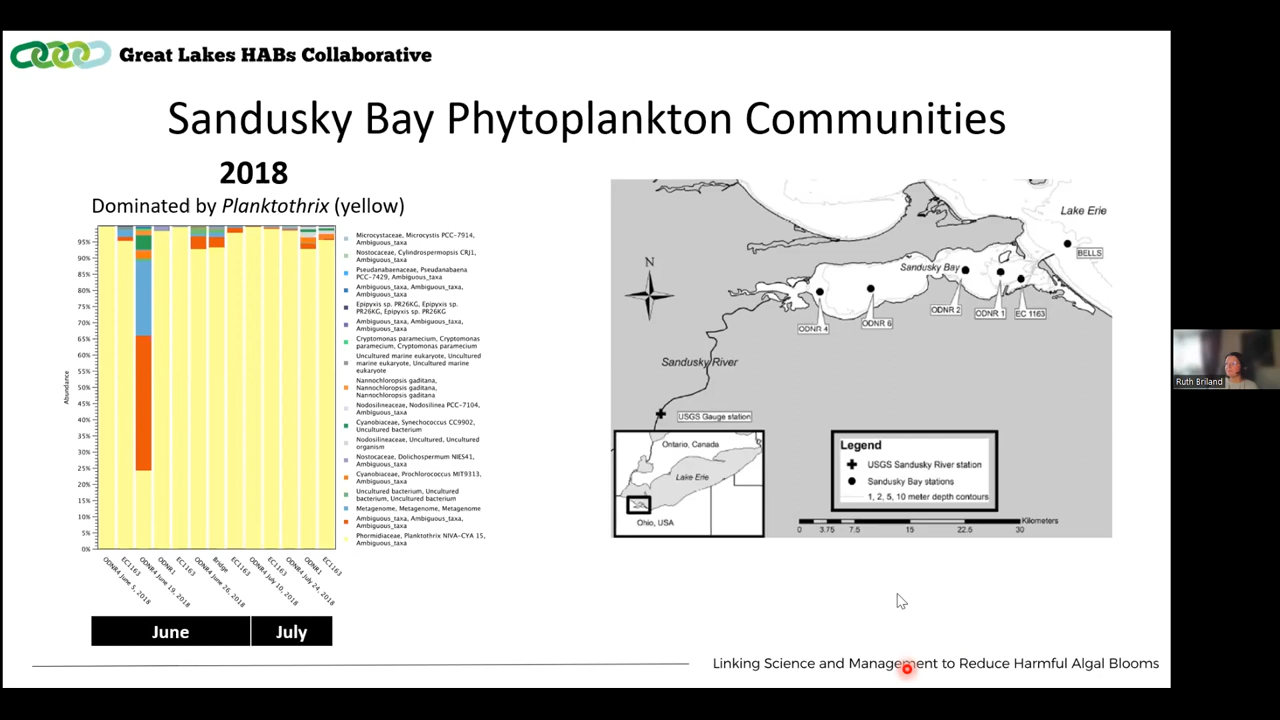 Great Lakes HABs Collaborative
Sandusky Bay Phytoplankton Communities
2018
Dominated by Planktothrix (yellow)
Abundance
95%
90%
85%
80%
75%
70%
65%
60%
55%
50%
45%
40%
35%
30%
25%
20%
15%
10%
5%
0%
ODNR4 June 5, 2018
EC1163
ODNR4 June 19, 2018
ODNR1
EC1163
ODNR4 June 26, 2018
Bridge
EC1163
ODNR4 July 10, 2018
EC1163
ODNR4 July 24, 2018
ODNR1
EC1163
June
July
Microcystaceae, Microcystis PCC-7914,
Ambiguous_taxa
Nostocaceae, Cylindrospermopsis CRJ1,
Ambiguous_taxa
Pseudanabaenaceae, Pseudanabaena
PCC-7429, Ambiguous_taxa
Ambiguous_taxa, Ambiguous_taxa,
Ambiguous_taxa
Epipyxis sp. PR26KG, Epipyxis sp.
PR26KG, Epipyxis sp. PR26KG
Ambiguous_taxa, Ambiguous_taxa,
Ambiguous_taxa
Cryptomonas paramecium, Cryptomonas
paramecium, Cryptomonas paramecium
Uncultured marine eukaryote, Uncultured
marine eukaryote, Uncultured marine
eukaryote
Nannochloropsis gaditana,
Nannochloropsis gaditana,
Nannochloropsis gaditana
Nodosilineaceae, Nodosilinea PCC-7104,
Ambiguous_taxa
Cyanobiaceae, Synechococcus CC9902,
Uncultured bacterium
Nodosilineaceae, Uncultured, Uncultured
organism
Nostocaceae, Dolichospermum NIES41,
Ambiguous_taxa
Cyanobiaceae, Prochlorococcus MIT9313,
Ambiguous_taxa
Uncultured bacterium, Uncultured
bacterium, Uncultured bacterium
Metagenome, Metagenome, Metagenome
Ambiguous_taxa, Ambiguous_taxa,
Ambiguous_taxa
Phormidiaceae, Planktothrix NIVA-CYA 15,
Ambiguous_taxa
Lake Erie
BELLS
N
Sandusky Bay
ODNR 4
ODNR 6
ODNR 2
ODNR 1
EC 1163
Sandusky River
USGS Gauge station
Ontario, Canada
Lake Erie
Ohio, USA
Legend
USGS Sandusky River station
Sandusky Bay stations
1, 2, 5, 10 meter depth contours
Kilometers
0 3.75 7.5 15 22.5 30
Linking Science and Management to Reduce Harmful Algal Blooms
Ruth Briland